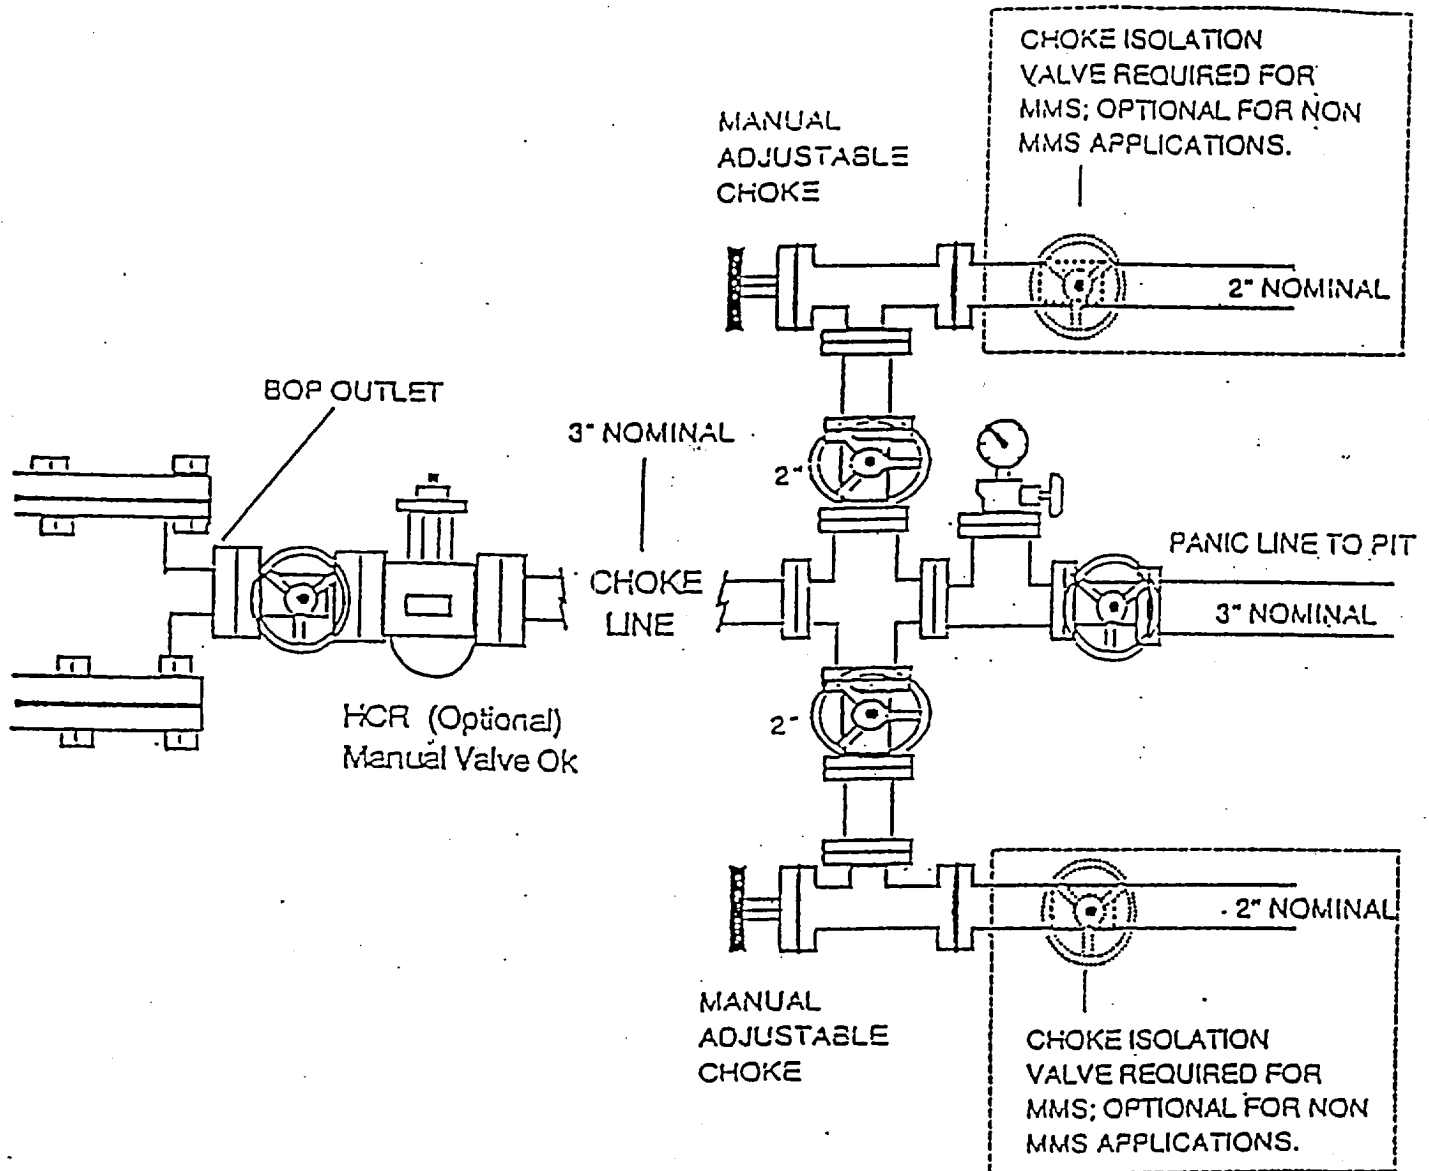 CHOKE ISOLATION
VALVE REQUIRED FOR
MMS; OPTIONAL FOR NON
MMS APPLICATIONS.
MANUAL
ADJUSTABLE
CHOKE
2" NOMINAL
BOP OUTLET
3" NOMINAL
2"
PANIC LINE TO PIT
CHOKE
LINE
3" NOMINAL
HCR (Optional)
Manual Valve Ok
2"
2" NOMINAL
MANUAL
ADJUSTABLE
CHOKE
CHOKE ISOLATION
VALVE REQUIRED FOR
MMS; OPTIONAL FOR NON
MMS APPLICATIONS.